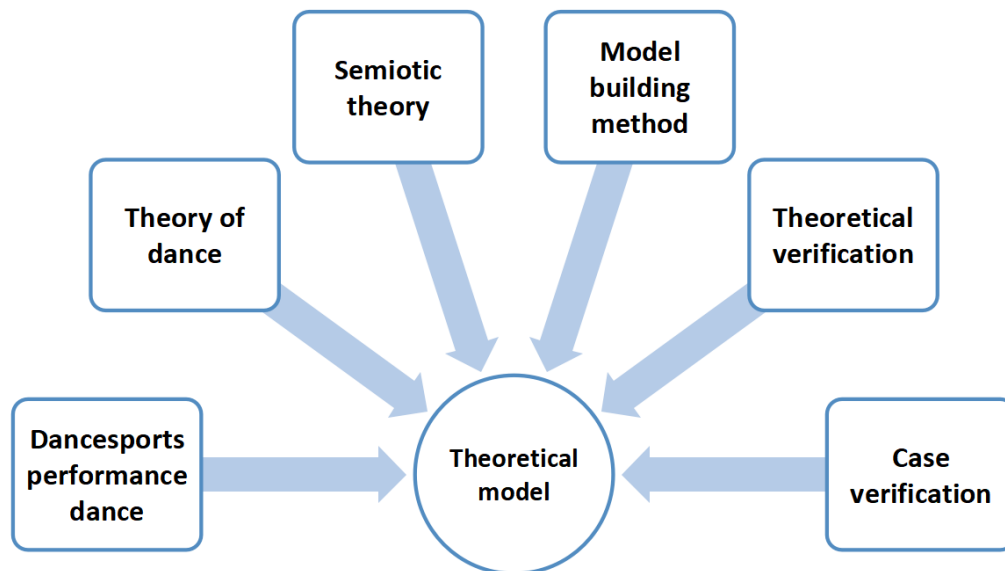 Semiotic
theory
Model
building
method
Theory of
dance
Theoretical
verification
Dancesports
performance
dance
Theoretical
model
Case
verification